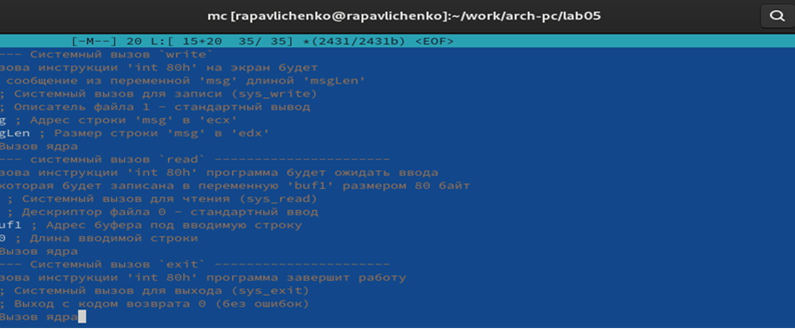 mc [rapavlichenko@rapavlichenko]:~/work/arch-pc/lab05
[-M--] 20 L:[ 15+20 35/ 35] *(2431/2431b) <EOF>
--- Системный вызов `write`
зова инструкции 'int 80h' на экран будет
сообщение из переменной 'msg' длиной 'msgLen'
; Системный вызов для записи (sys_write)
; Описатель файла 1 - стандартный вывод
g ; Адрес строки 'msg' в 'ecx'
gLen ; Размер строки 'msg' в 'edx'
Вызов ядра
--- системный вызов `read` ----------------------
зова инструкции 'int 80h' программа будет ожидать ввода
которая будет записана в переменную 'buf1' размером 80 байт
; Системный вызов для чтения (sys_read)
; Дескриптор файла 0 - стандартный ввод
uf1 ; Адрес буфера под вводимую строку
0 ; Длина вводимой строки
Вызов ядра
--- Системный вызов `exit` ----------------------
зова инструкции 'int 80h' программа завершит работу
; Системный вызов для выхода (sys_exit)
; Выход с кодом возврата 0 (без ошибок)
Вызов ядра